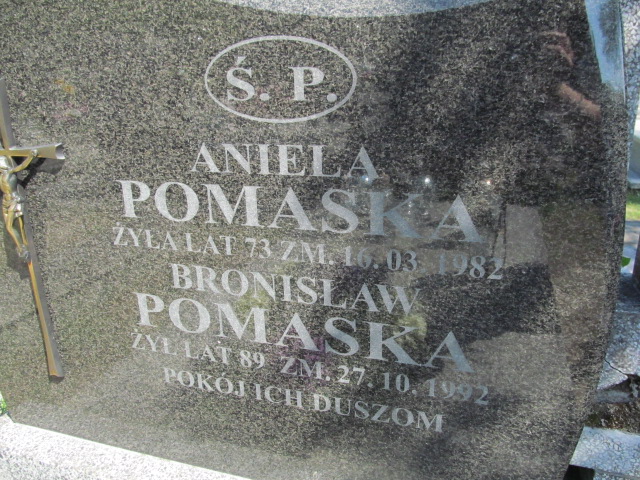 Ś. P.
ANIELA
POMASKA
ŻYŁA LAT 73 ZM. 16. 03. 1982
BRONISŁAW
POMASKA
ŻYŁ LAT 89 ZM. 27. 10. 1992
POKÓJ ICH DUSZOM